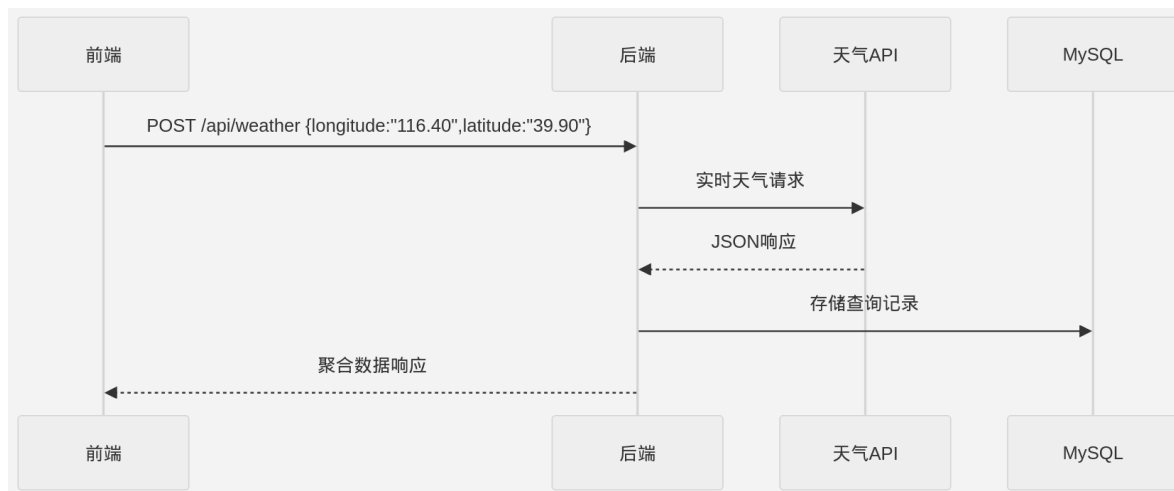 前端
后端
天气API
MySQL
POST /api/weather {longitude:"116.40",latitude:"39.90"}
实时天气请求
JSON响应
存储查询记录
聚合数据响应
前端
后端
天气API
MySQL